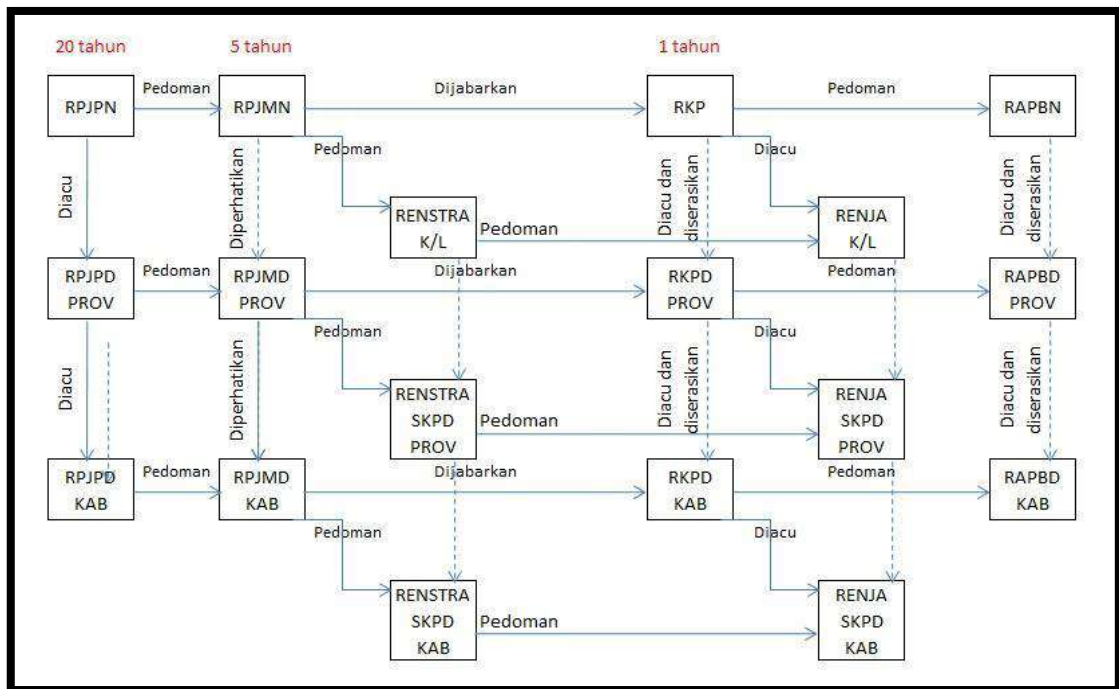 20 tahun
5 tahun
1 tahun
RPJPN
Pedoman
RPJMN
Dijabarkan
RKP
Pedoman
RAPBN
Diacu
Diperhatikan
Pedoman
Diacu dan
diserasikan
Diacu
Diacu dan
diserasikan
RENSTRA
K/L
Pedoman
RENJA
K/L
RPJPD
PROV
Pedoman
RPJMD
PROV
Dijabarkan
RKPD
PROV
Pedoman
RAPBD
PROV
Diacu
Diperhatikan
Pedoman
Diacu dan
diserasikan
Diacu
Diacu dan
diserasikan
RENSTRA
SKPD
PROV
Pedoman
RENJA
SKPD
PROV
RPJPD
KAB
Pedoman
RPJMD
KAB
Dijabarkan
RKPD
KAB
Pedoman
RAPBD
KAB
Pedoman
Diacu
RENSTRA
SKPD
KAB
Pedoman
RENJA
SKPD
KAB